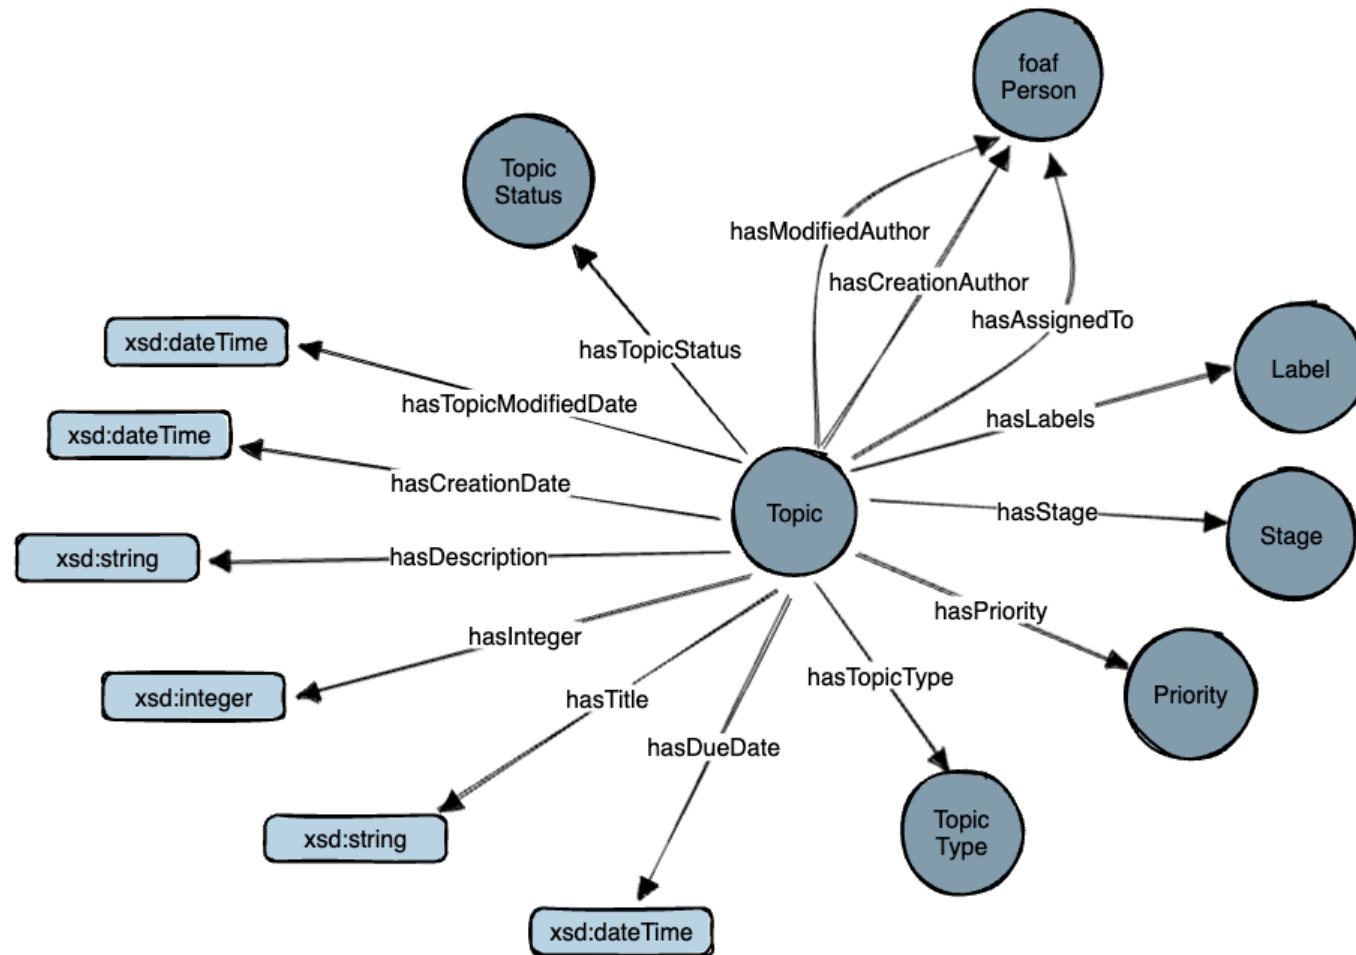 foaf
Person
Topic
Status
hasModifiedAuthor
hasCreationAuthor
hasAssignedTo
xsd:dateTime
hasTopicStatus
Label
hasTopicModifiedDate
hasLabels
xsd:dateTime
hasCreationDate
Topic
hasStage
Stage
xsd:string
hasDescription
hasPriority
hasInteger
hasTopicType
xsd:integer
hasTitle
Priority
hasDueDate
xsd:string
Topic
Type
xsd:dateTime